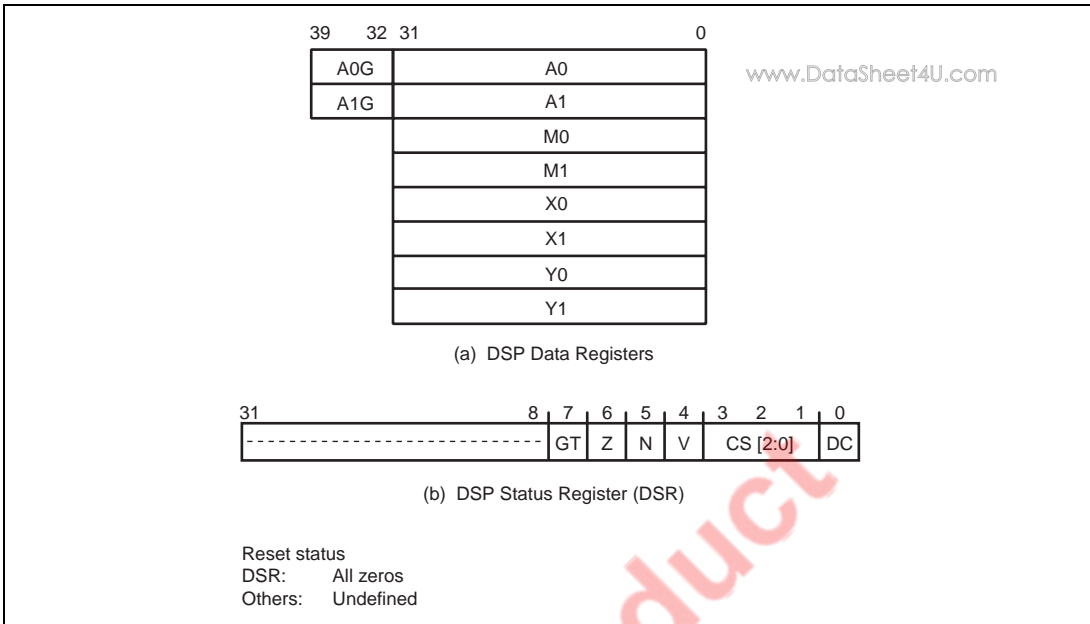 39 32 31 0
A0G A0
www.DataSheet4U.com
A1G A1
M0
M1
X0
X1
Y0
Y1
(a) DSP Data Registers
31 8 7 6 5 4 3 2 1 0
GT Z N V CS [2:0] DC
(b) DSP Status Register (DSR)
Reset status
DSR: All zeros
Others: Undefined
duct